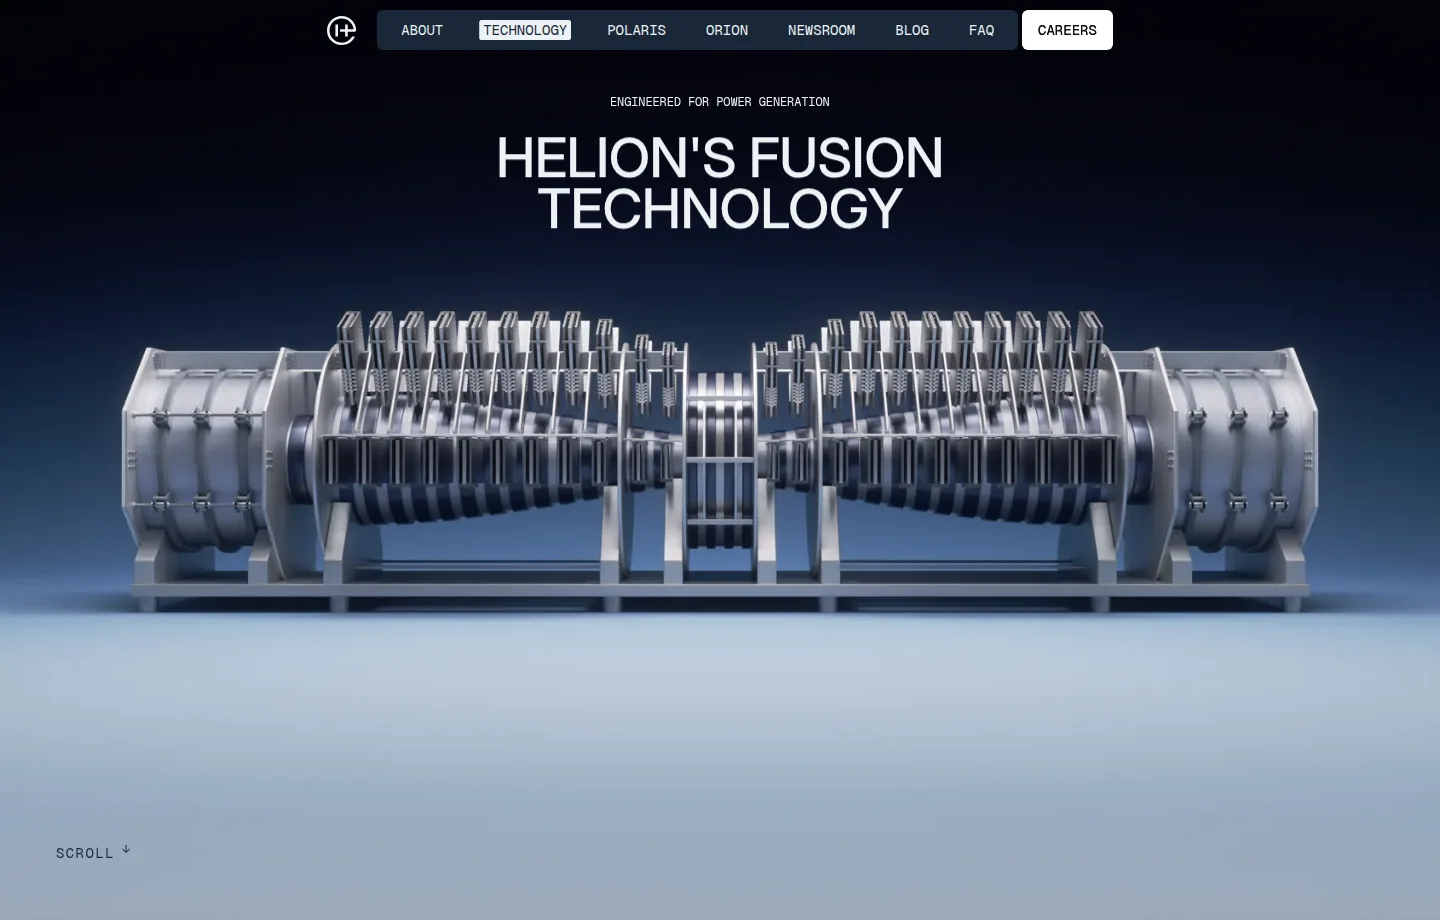 ABOUT TECHNOLOGY POLARIS ORION NEWSROOM BLOG FAQ CAREERS
ENGINEERED FOR POWER GENERATION
HELION'S FUSION
TECHNOLOGY
SCROLL ↓